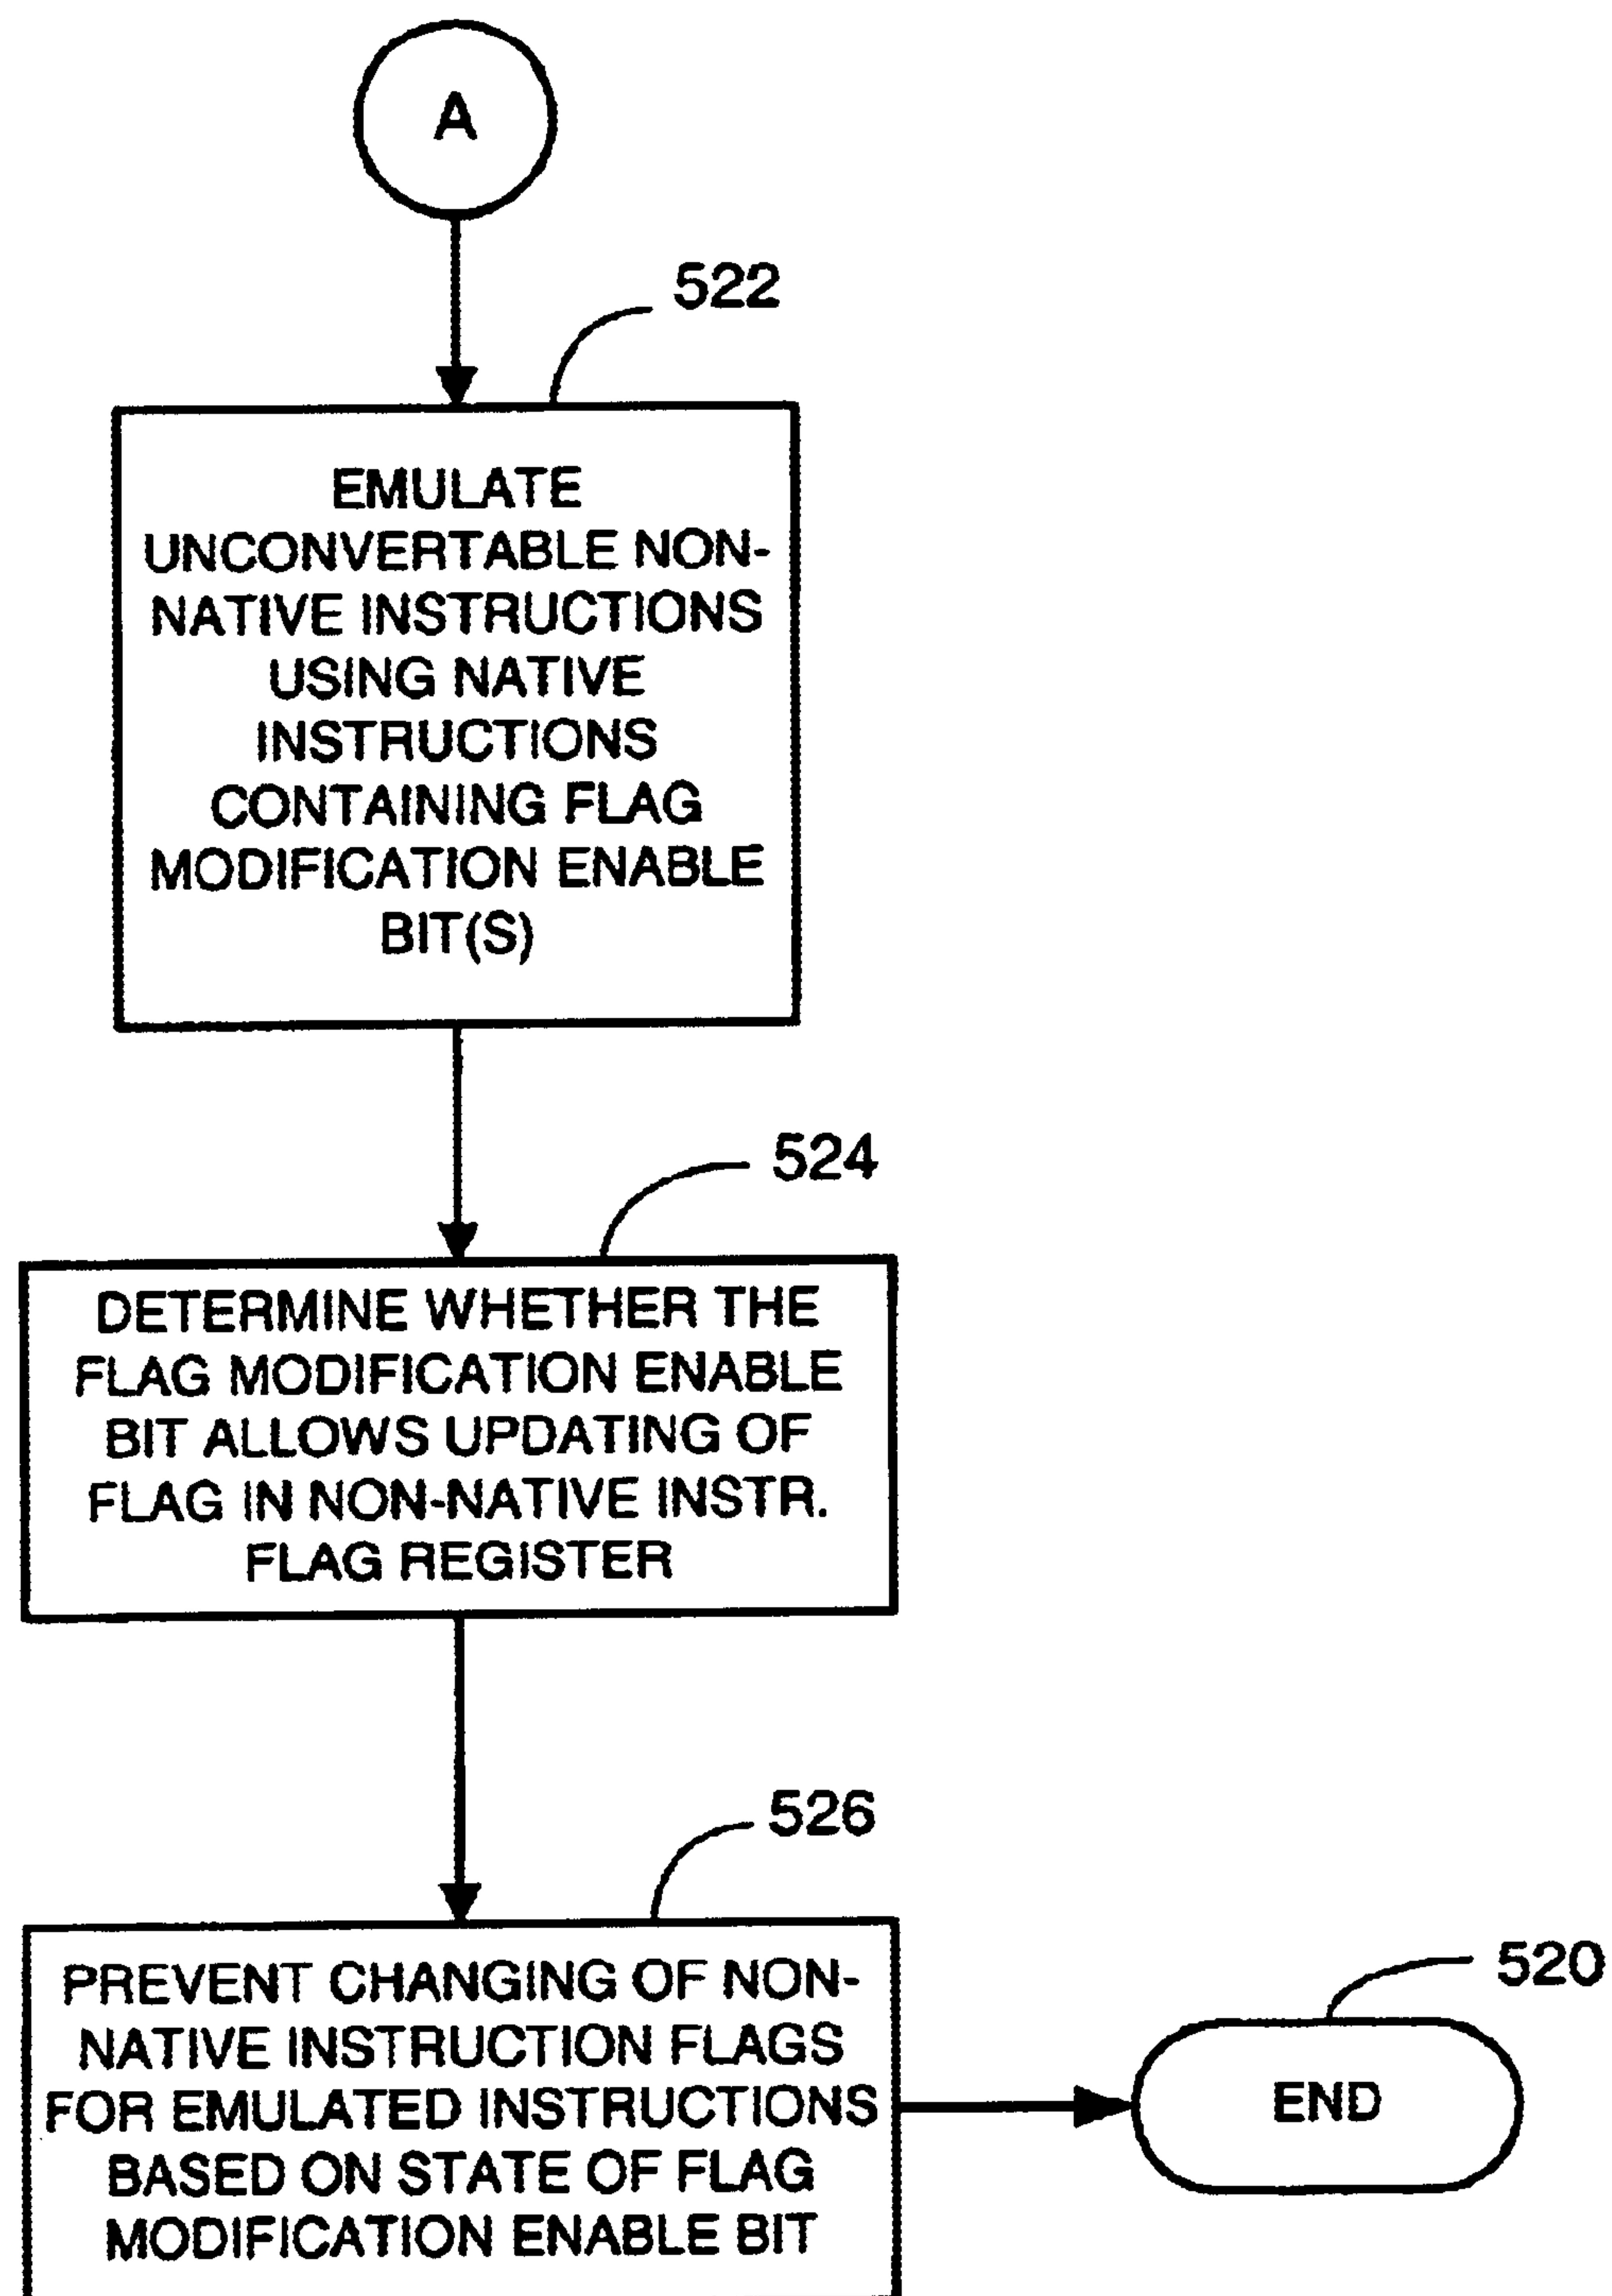 A
522
EMULATE
UNCONVERTABLE NON-
NATIVE INSTRUCTIONS
USING NATIVE
INSTRUCTIONS
CONTAINING FLAG
MODIFICATION ENABLE
BIT(S)
524
DETERMINE WHETHER THE
FLAG MODIFICATION ENABLE
BIT ALLOWS UPDATING OF
FLAG IN NON-NATIVE INSTR.
FLAG REGISTER
526
PREVENT CHANGING OF NON-
NATIVE INSTRUCTION FLAGS
FOR EMULATED INSTRUCTIONS
BASED ON STATE OF FLAG
MODIFICATION ENABLE BIT
520
END